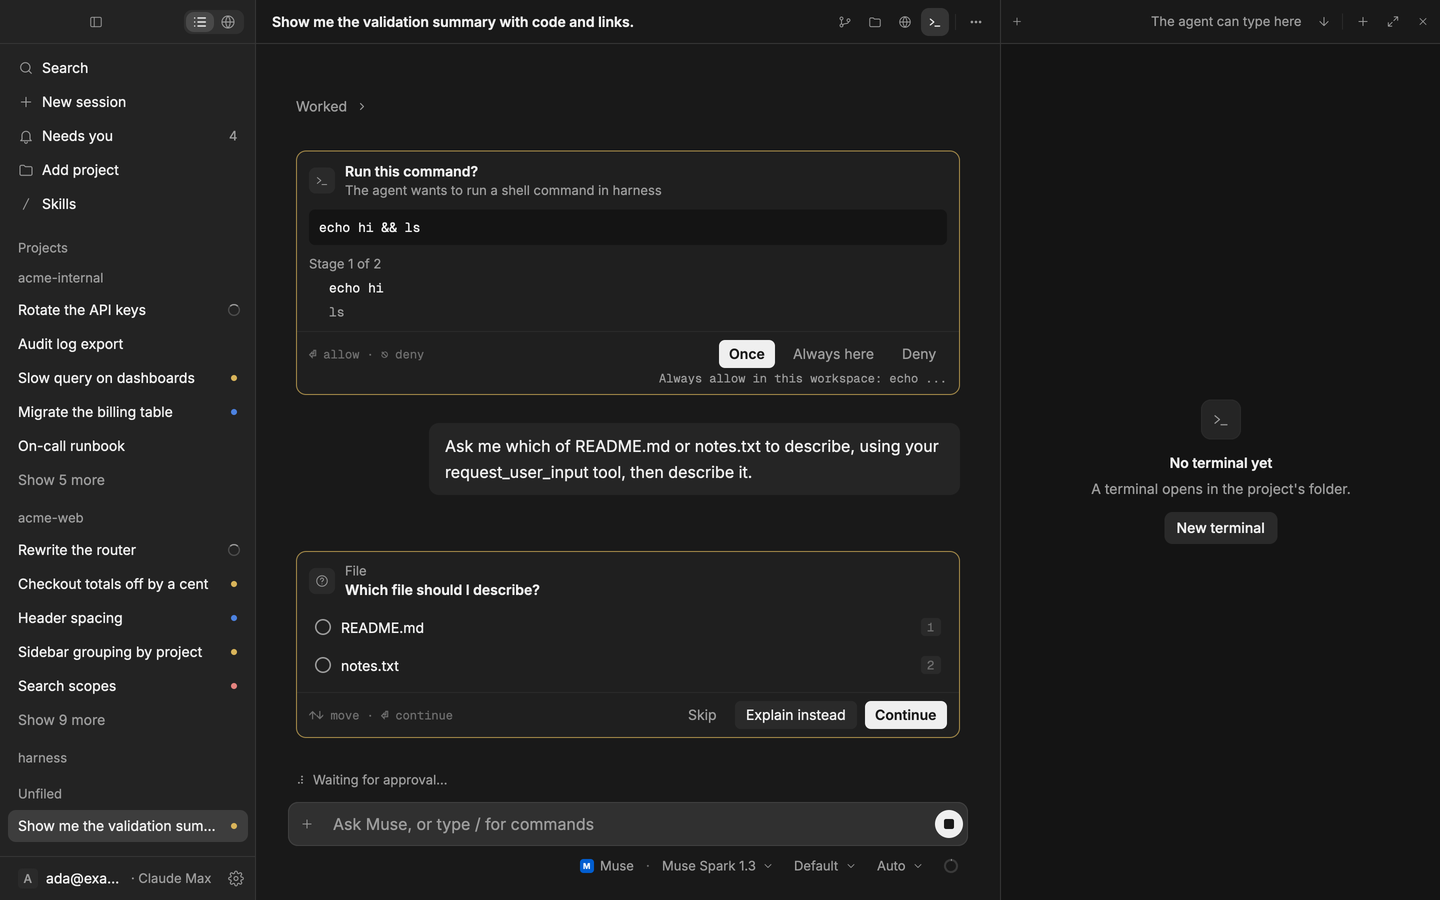 Show me the validation summary with code and links.
The agent can type here
Search
New session
Needs you 4
Add project
Skills
Projects
acme-internal
Rotate the API keys
Audit log export
Slow query on dashboards
Migrate the billing table
On-call runbook
Show 5 more
acme-web
Rewrite the router
Checkout totals off by a cent
Header spacing
Sidebar grouping by project
Search scopes
Show 9 more
harness
Unfiled
Show me the validation sum...
A ada@exa... · Claude Max
Worked
Run this command?
The agent wants to run a shell command in harness
echo hi && ls
Stage 1 of 2
echo hi
ls
allow · deny
Once Always here Deny
Always allow in this workspace: echo ...
Ask me which of README.md or notes.txt to describe, using your
request_user_input tool, then describe it.
File
Which file should I describe?
README.md 1
notes.txt 2
move · continue
Skip Explain instead Continue
Waiting for approval...
Ask Muse, or type / for commands
M Muse · Muse Spark 1.3 Default Auto
No terminal yet
A terminal opens in the project's folder.
New terminal